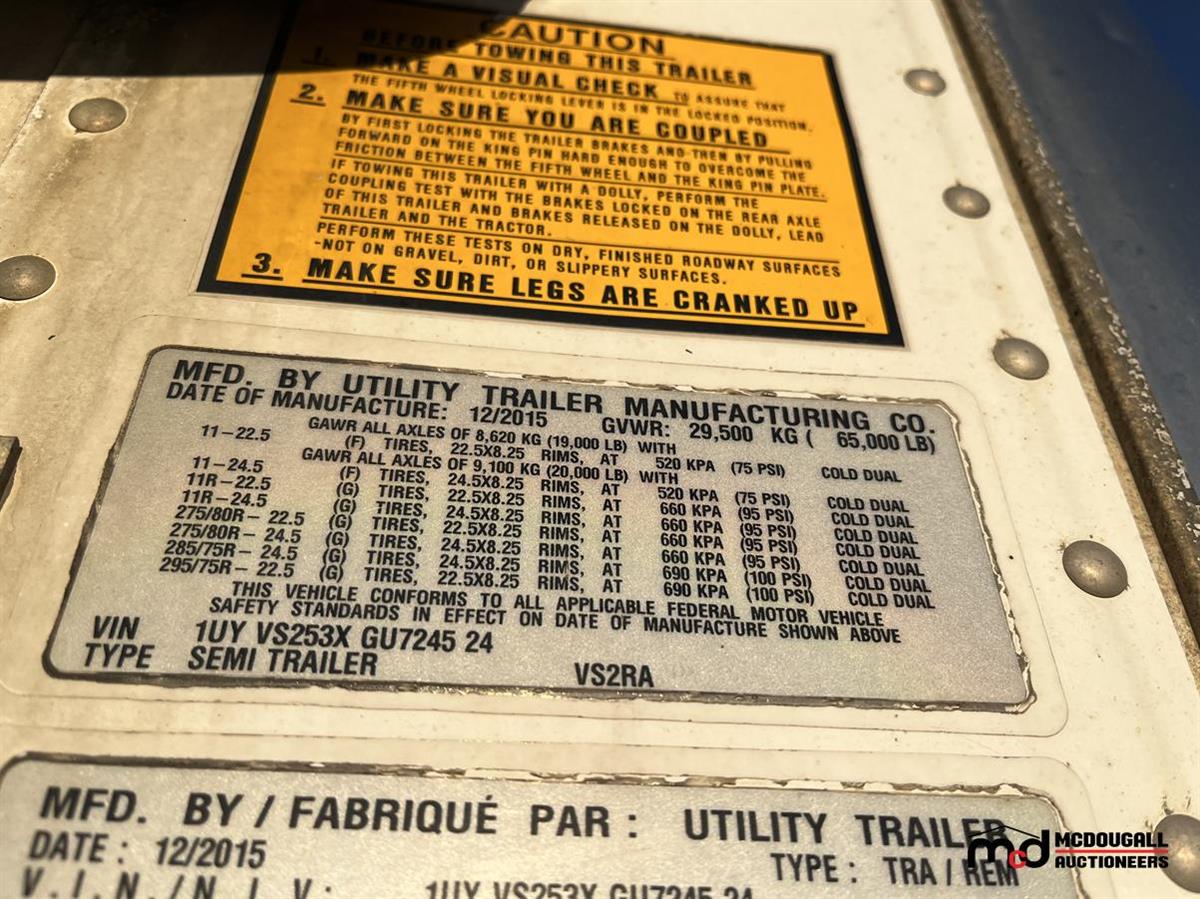 CAUTION
BEFORE TOWING THIS TRAILER
1. MAKE A VISUAL CHECK TO ASSURE THAT
THE FIFTH WHEEL LOCKING LEVER IS IN THE LOCKED POSITION.
2. MAKE SURE YOU ARE COUPLED
BY FIRST LOCKING THE TRAILER BRAKES AND THEN BY PULLING
FORWARD ON THE KING PIN HARD ENOUGH TO OVERCOME THE
FRICTION BETWEEN THE FIFTH WHEEL AND THE KING PIN PLATE.
IF TOWING THIS TRAILER WITH A DOLLY, PERFORM THE
COUPLING TEST WITH THE BRAKES LOCKED ON THE REAR AXLE
OF THIS TRAILER AND BRAKES RELEASED ON THE DOLLY, LEAD
TRAILER AND THE TRACTOR.
PERFORM THESE TESTS ON DRY, FINISHED ROADWAY SURFACES
-NOT ON GRAVEL, DIRT, OR SLIPPERY SURFACES.
3. MAKE SURE LEGS ARE CRANKED UP
MFD. BY UTILITY TRAILER MANUFACTURING CO.
DATE OF MANUFACTURE: 12/2015 GVWR: 29,500 KG ( 65,000 LB)
GAWR ALL AXLES OF 8,620 KG (19,000 LB) WITH
11-22.5 (F) TIRES, 22.5X8.25 RIMS, AT 520 KPA (75 PSI) COLD DUAL
GAWR ALL AXLES OF 9,100 KG (20,000 LB) WITH
11-24.5 (F) TIRES, 24.5X8.25 RIMS, AT 520 KPA (75 PSI) COLD DUAL
11R-22.5 (G) TIRES, 22.5X8.25 RIMS, AT 660 KPA (95 PSI) COLD DUAL
11R-24.5 (G) TIRES, 24.5X8.25 RIMS, AT 660 KPA (95 PSI) COLD DUAL
275/80R- 22.5 (G) TIRES, 22.5X8.25 RIMS, AT 660 KPA (95 PSI) COLD DUAL
275/80R- 24.5 (G) TIRES, 24.5X8.25 RIMS, AT 660 KPA (95 PSI) COLD DUAL
285/75R- 24.5 (G) TIRES, 24.5X8.25 RIMS, AT 690 KPA (100 PSI) COLD DUAL
295/75R- 22.5 (G) TIRES, 22.5X8.25 RIMS, AT 690 KPA (100 PSI) COLD DUAL
THIS VEHICLE CONFORMS TO ALL APPLICABLE FEDERAL MOTOR VEHICLE
SAFETY STANDARDS IN EFFECT ON DATE OF MANUFACTURE SHOWN ABOVE
VIN 1UY VS253X GU7245 24
TYPE SEMI TRAILER VS2RA
MFD. BY / FABRIQUÉ PAR : UTILITY TRAILER
DATE : 12/2015 TYPE : TRA / REM
V.I.N. / N.I.V. : 1UY VS253X GU7245 24
mcd MCDOUGALL
AUCTIONEERS